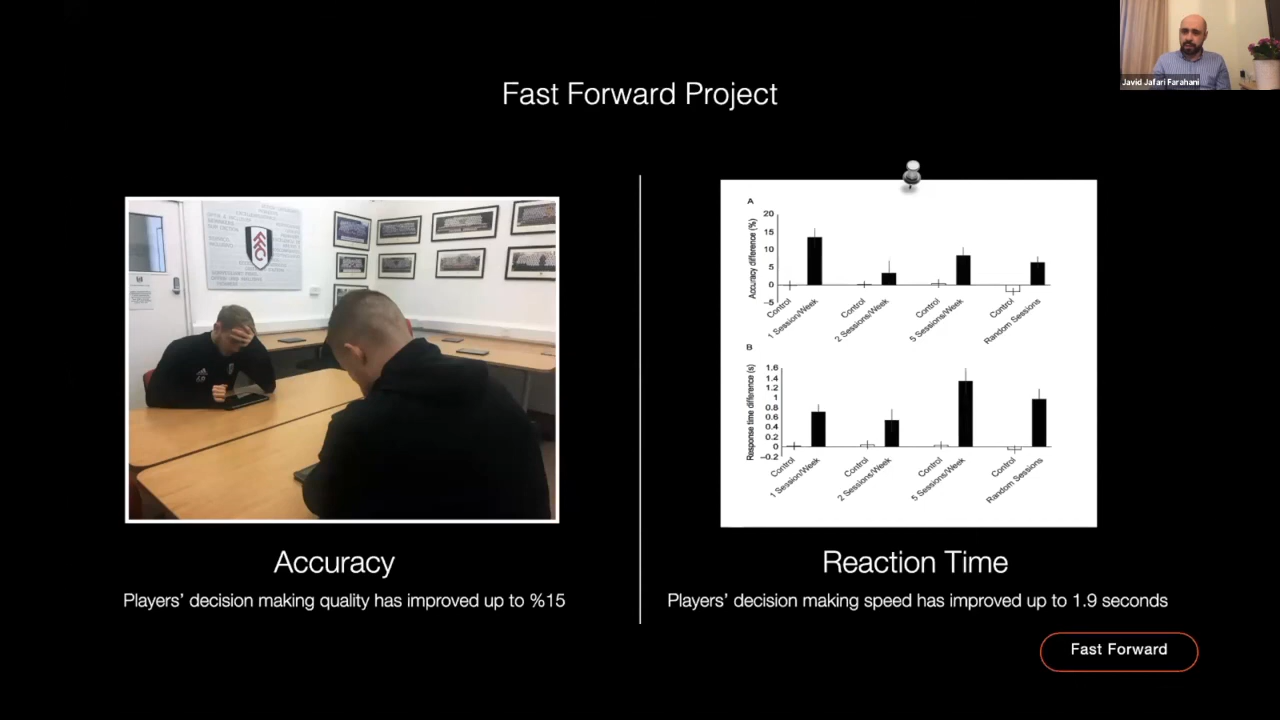 Javid Jafari Farahani
Fast Forward Project
A
Accuracy difference (%)
20
15
10
5
0
−5
Control
1 Session/Week
Control
2 Sessions/Week
Control
5 Sessions/Week
Control
Random Sessions
B
Response time difference (s)
1.6
1.4
1.2
1
0.8
0.6
0.4
0.2
0
−0.2
Control
1 Session/Week
Control
2 Sessions/Week
Control
5 Sessions/Week
Control
Random Sessions
Accuracy
Players’ decision making quality has improved up to %15
Reaction Time
Players’ decision making speed has improved up to 1.9 seconds
Fast Forward